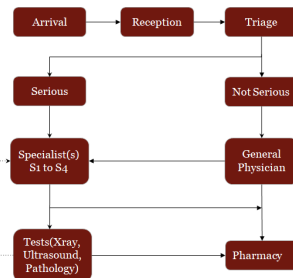 Arrival
Reception
Triage
Serious
Not Serious
Specialist(s)
S1 to S4
General
Physician
Tests(Xray,
Ultrasound,
Pathology)
Pharmacy